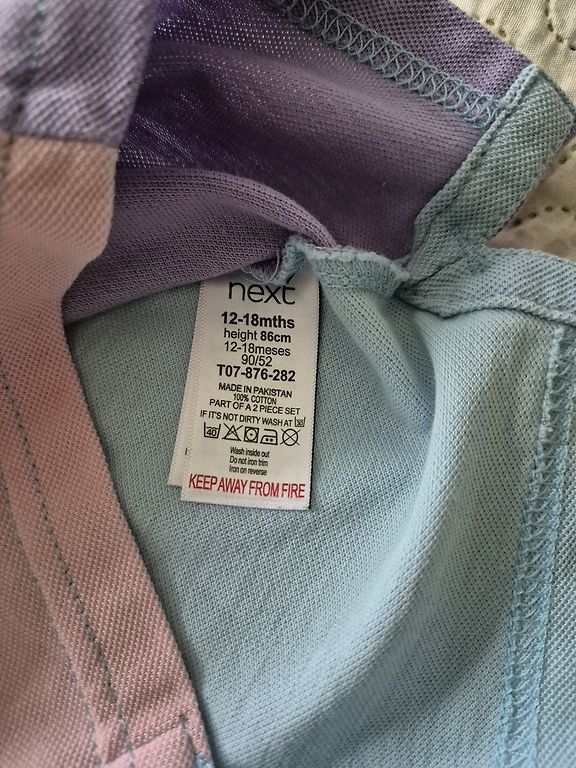 next
12-18mths
height 86cm
12-18meses
90/52
T07-876-282
MADE IN PAKISTAN
100% COTTON
PART OF A 2 PIECE SET
IF IT'S NOT DIRTY WASH AT 30
40
Wash inside out
Do not iron trim
Iron on reverse
KEEP AWAY FROM FIRE